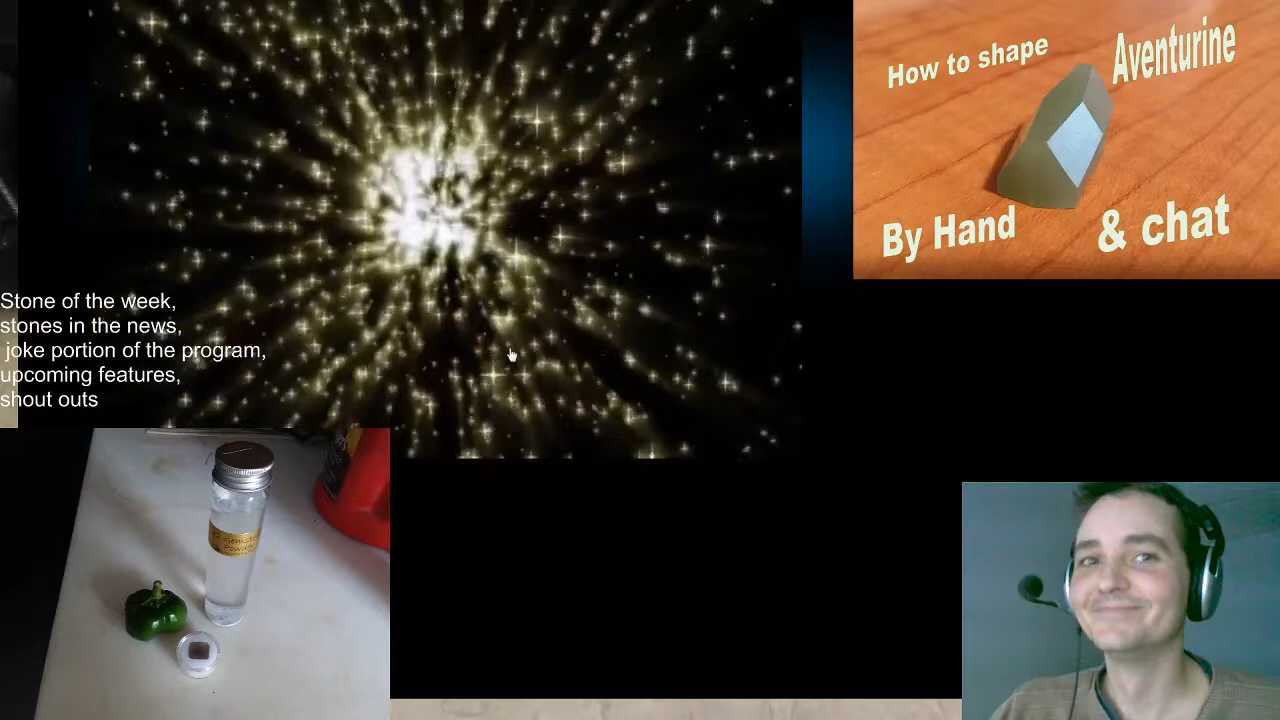 How to shape
Aventurine
By Hand
& chat
Stone of the week,
stones in the news,
joke portion of the program,
upcoming features,
shout outs
Powder